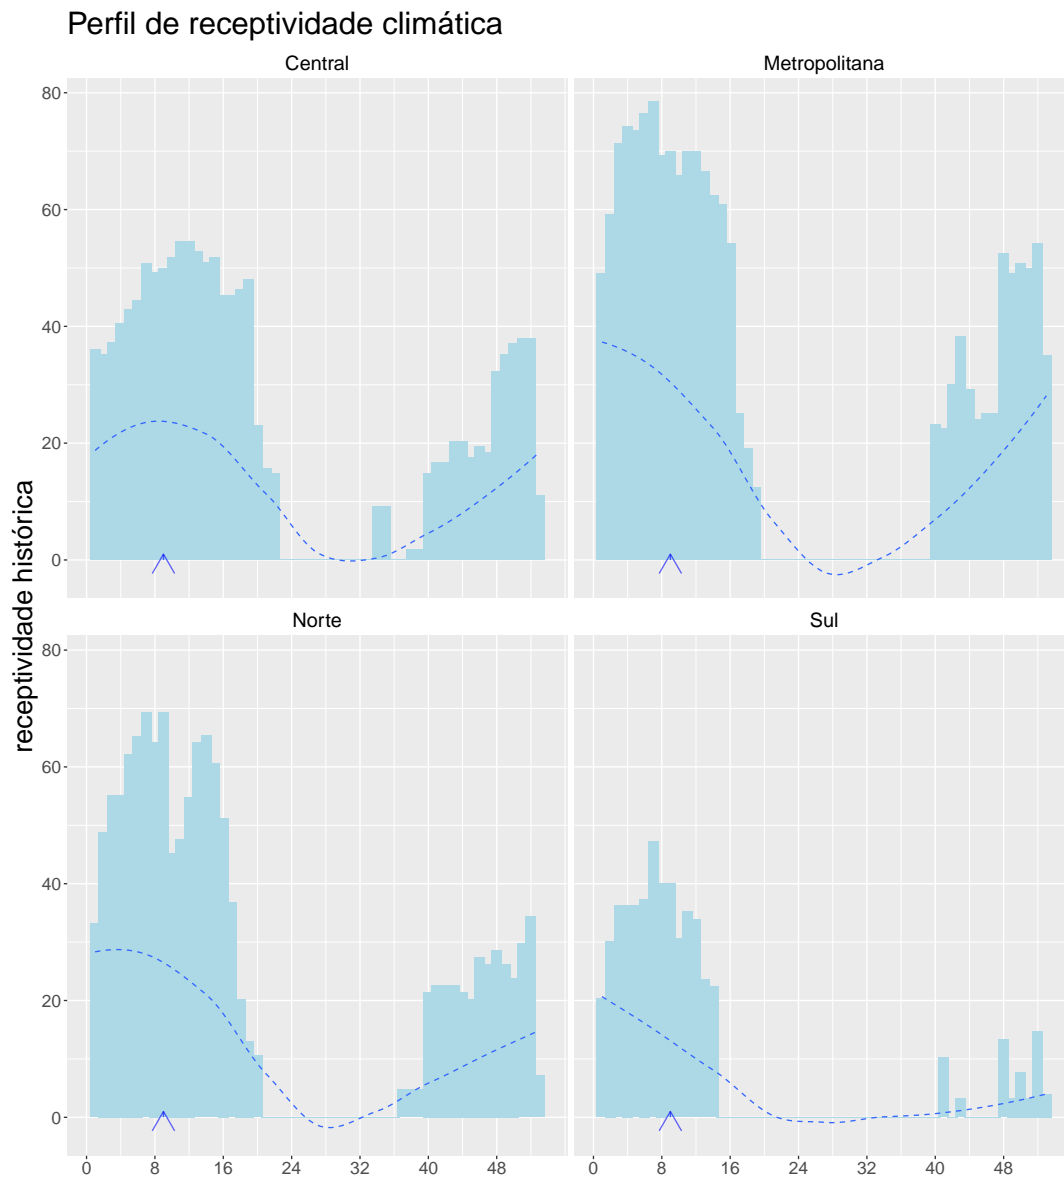 Perfil de receptividade climática
Central
Metropolitana
80
60
40
20
0
receptividade histórica
Norte
Sul
80
60
40
20
0
0 8 16 24 32 40 48
0 8 16 24 32 40 48